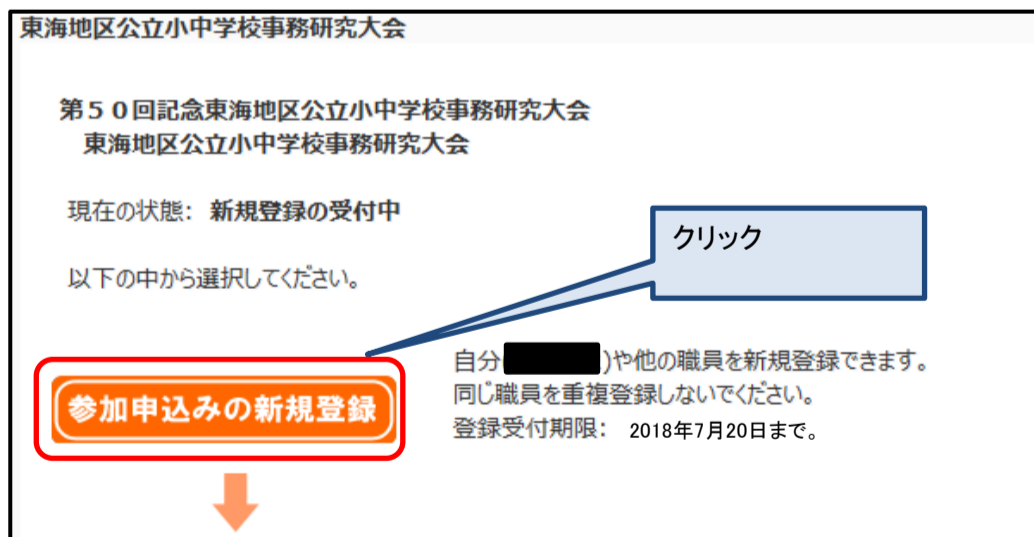 東海地区公立小中学校事務研究大会
第５０回記念東海地区公立小中学校事務研究大会
東海地区公立小中学校事務研究大会
現在の状態： 新規登録の受付中
クリック
以下の中から選択してください。
参加申込みの新規登録
自分 )や他の職員を新規登録できます。
同じ職員を重複登録しないでください。
登録受付期限： 2018年7月20日まで。